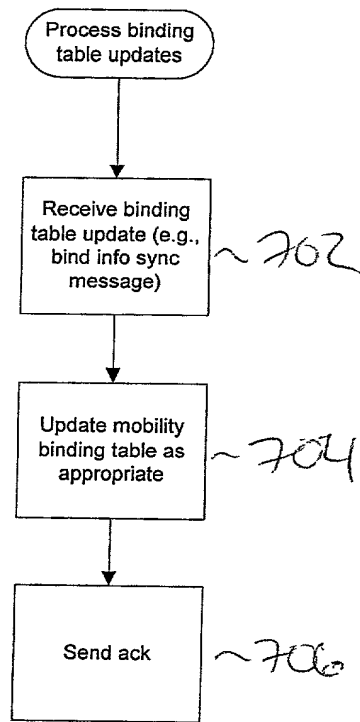 Process binding
table updates
Receive binding
table update (e.g.,
bind info sync
message)
~702
Update mobility
binding table as
appropriate
~704
Send ack
~706